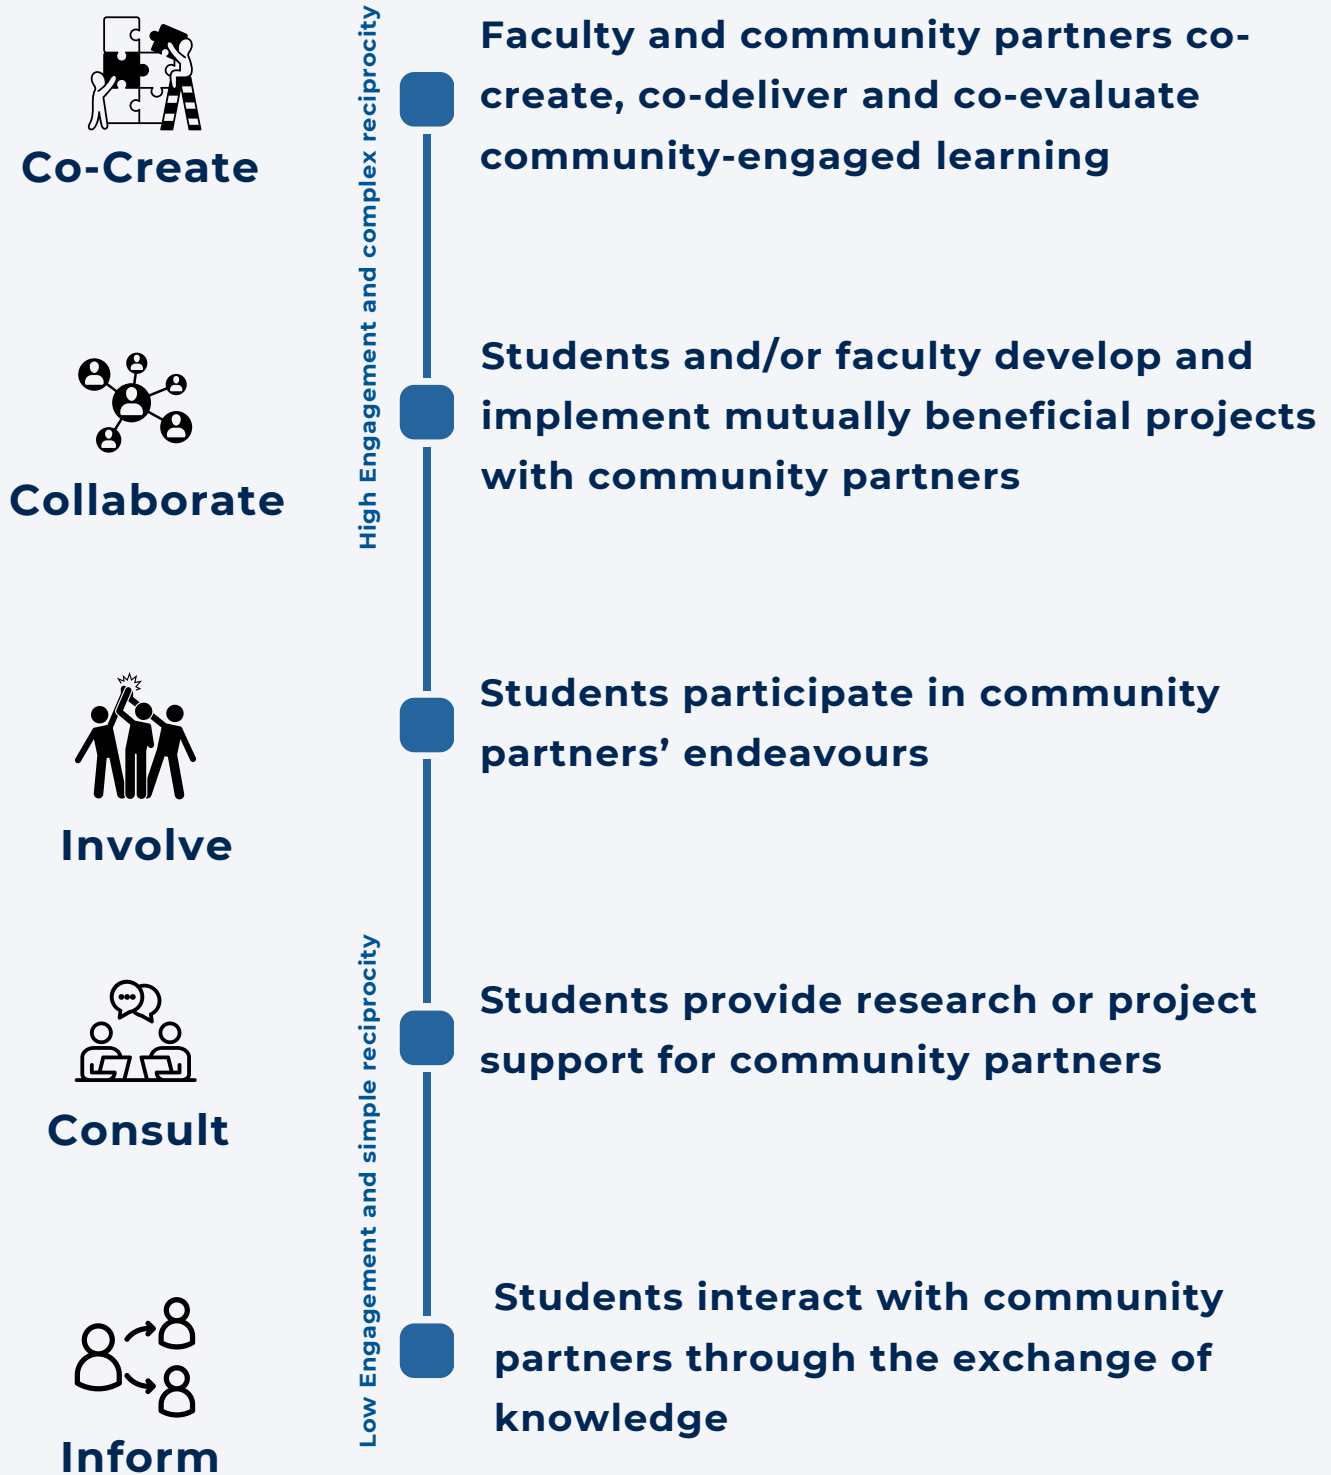 Co-Create
High Engagement and complex reciprocity
Faculty and community partners co-
create, co-deliver and co-evaluate
community-engaged learning
Collaborate
Students and/or faculty develop and
implement mutually beneficial projects
with community partners
Involve
Students participate in community
partners’ endeavours
Consult
Low Engagement and simple reciprocity
Students provide research or project
support for community partners
Inform
Students interact with community
partners through the exchange of
knowledge